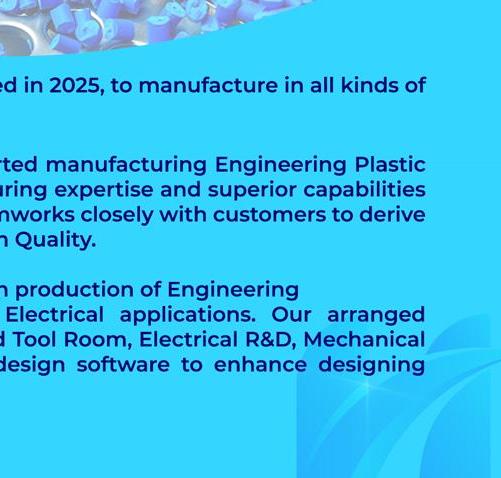 ed in 2025, to manufacture in all kinds of
rted manufacturing Engineering Plastic
uring expertise and superior capabilities
mworks closely with customers to derive
n Quality.
n production of Engineering
Electrical applications. Our arranged
d Tool Room, Electrical R&D, Mechanical
design software to enhance designing